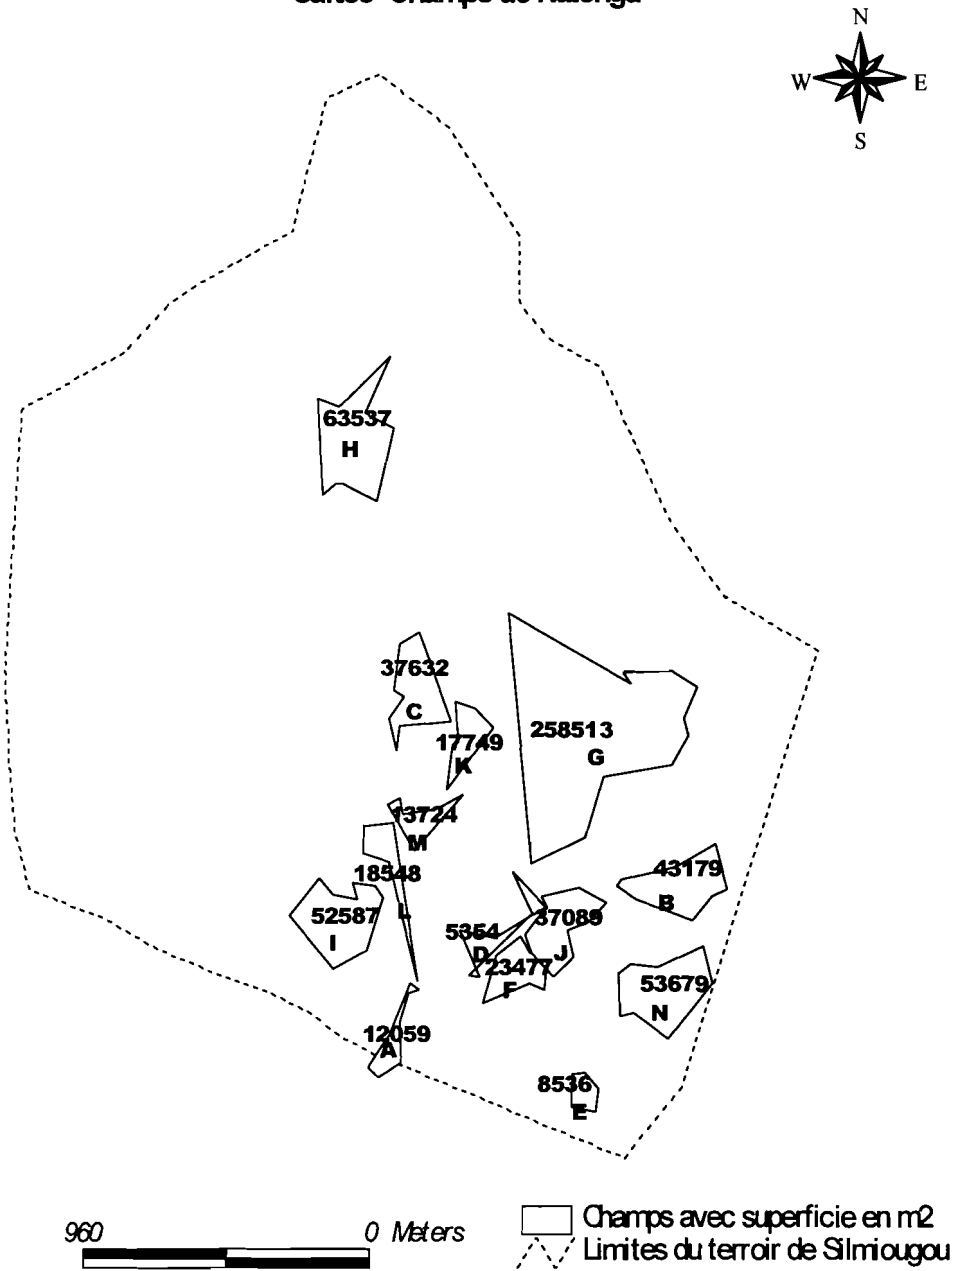 N
W E
S
63537
H
37632
C
17749
K
258513
G
13724
M
18548
L
43179
B
52587
I
37089
J
5354
D
23477
F
53679
N
12059
A
8536
E
960 0 Meters
Champs avec superficie en m2
Limites du terroir de Silmiougou